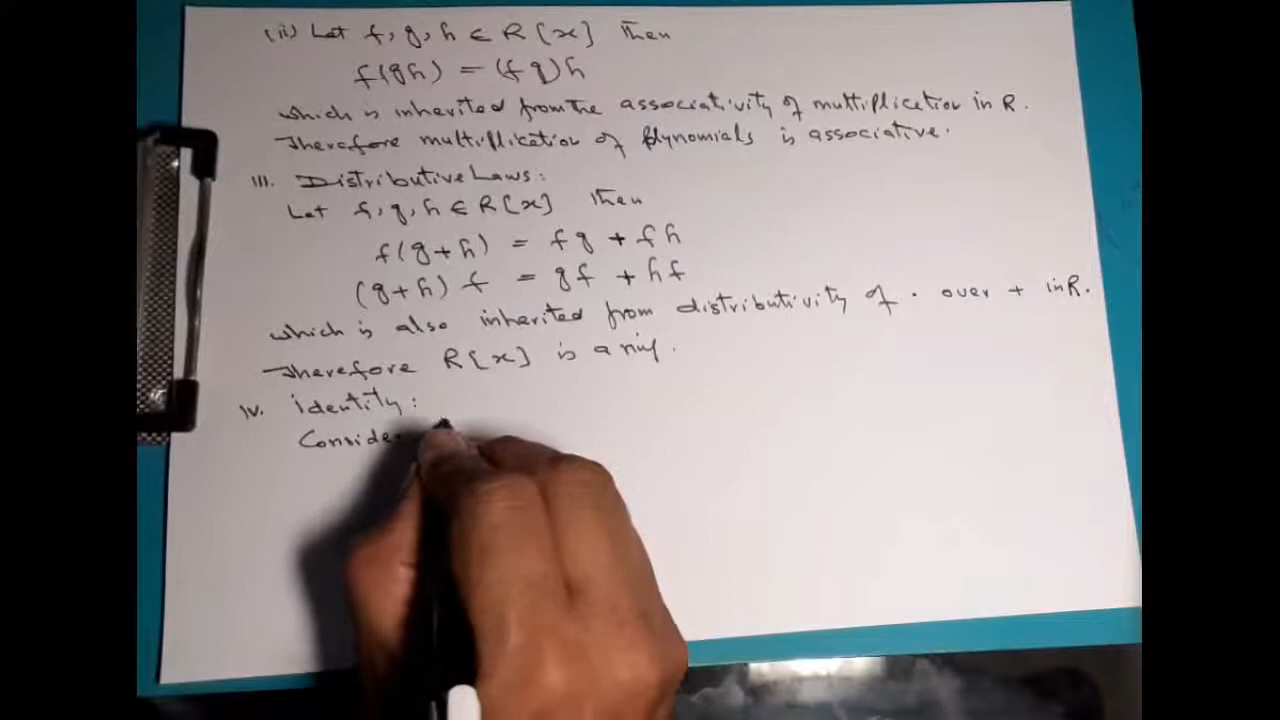 (ii) Let f, g, h ∈ R[x] Then
f(gh) = (fg)h
which is inherited from the associativity of multiplication in R.
Therefore multiplication of polynomials is associative.
III. Distributive Laws:
Let f, g, h ∈ R[x] Then
f(g+h) = fg + fh
(g+h)f = gf + hf
which is also inherited from distributivity of · over + in R.
Therefore R[x] is a ring.
IV. identity:
Conside